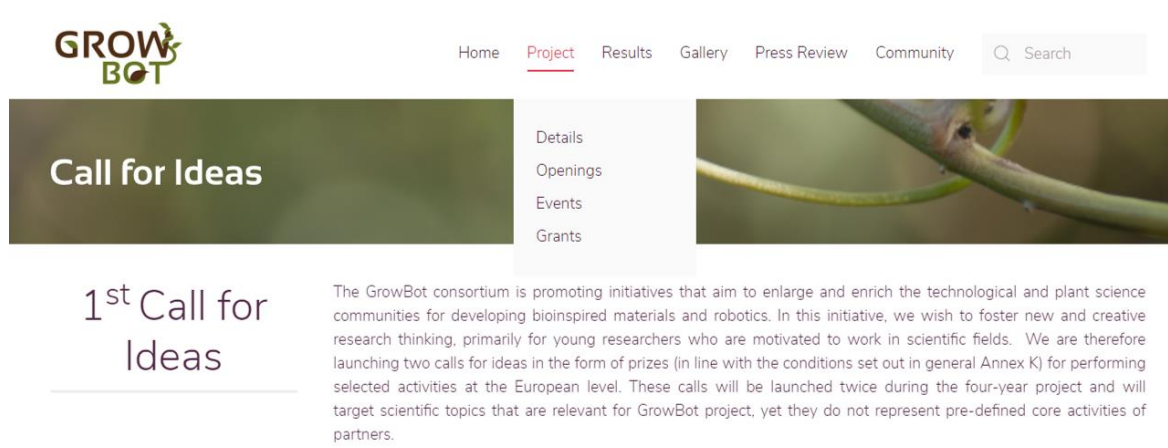 GROW
BOT
Home Project Results Gallery Press Review Community Search
Details
Openings
Events
Grants
Call for Ideas
1st Call for
Ideas
The GrowBot consortium is promoting initiatives that aim to enlarge and enrich the technological and plant science
communities for developing bioinspired materials and robotics. In this initiative, we wish to foster new and creative
research thinking, primarily for young researchers who are motivated to work in scientific fields. We are therefore
launching two calls for ideas in the form of prizes (in line with the conditions set out in general Annex K) for performing
selected activities at the European level. These calls will be launched twice during the four-year project and will
target scientific topics that are relevant for GrowBot project, yet they do not represent pre-defined core activities of
partners.